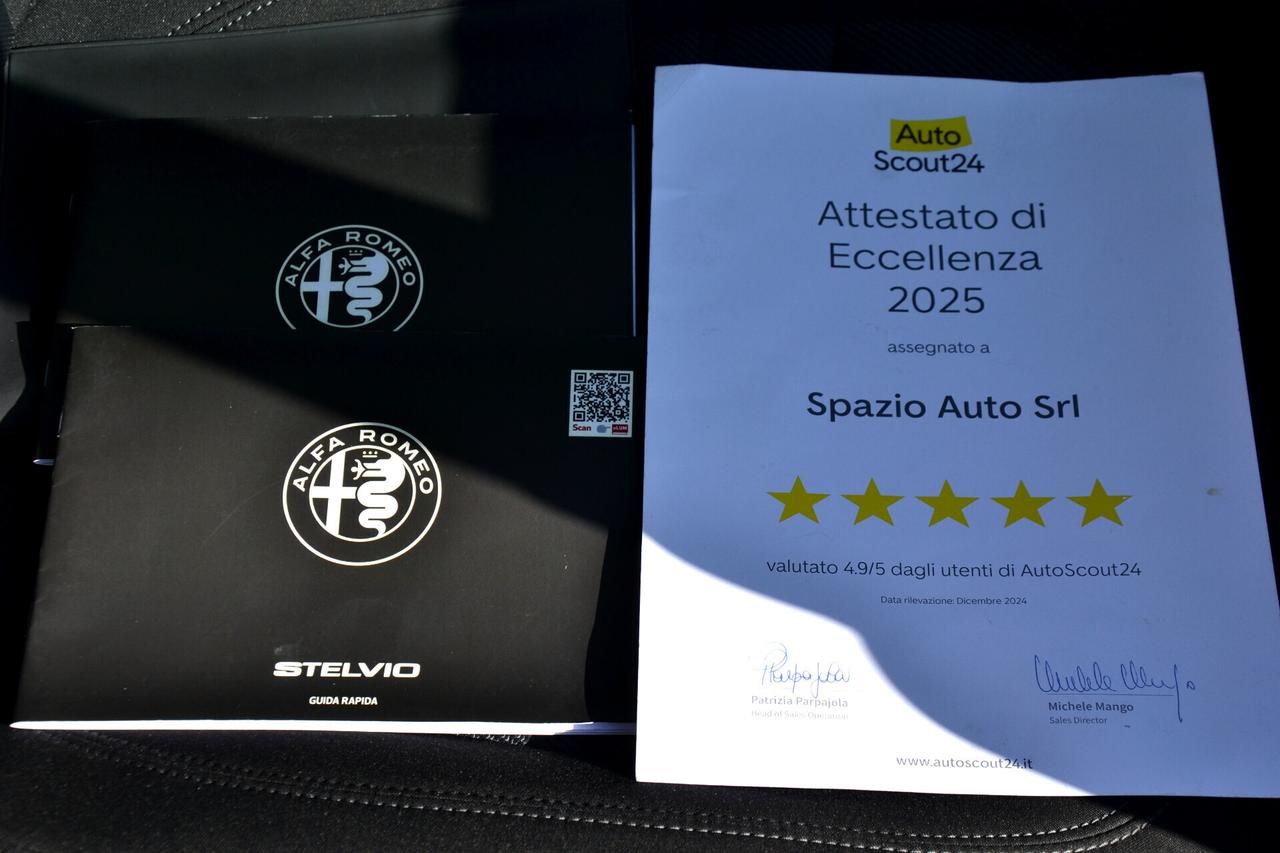 ALFA ROMEO
ALFA ROMEO
Scan
eLUM
STELVIO
GUIDA RAPIDA
Auto
Scout24
Attestato di
Eccellenza
2025
assegnato a
Spazio Auto Srl
valutato 4.9/5 dagli utenti di AutoScout24
Data rilevazione: Dicembre 2024
Parpajola
Patrizia Parpajola
Head of Sales Operation
Michele Mango
Sales Director
www.autoscout24.it